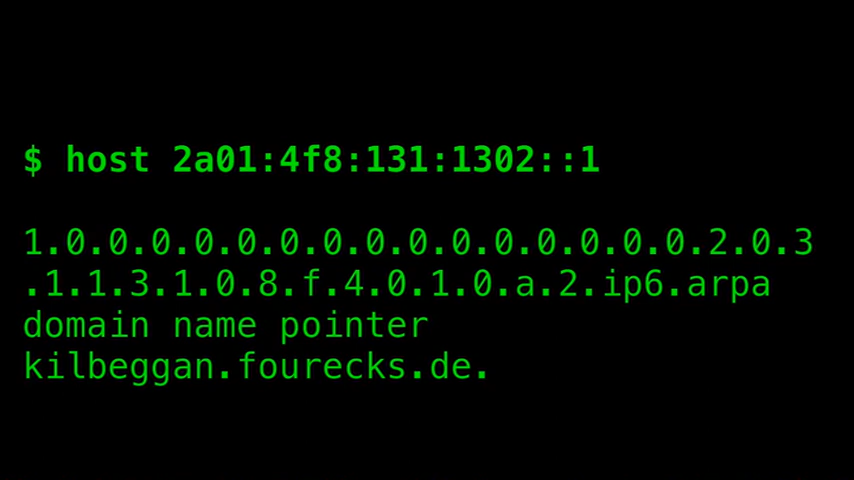 $ host 2a01:4f8:131:1302::1
1.0.0.0.0.0.0.0.0.0.0.0.0.0.0.0.2.0.3
.1.1.3.1.0.8.f.4.0.1.0.a.2.ip6.arpa
domain name pointer
kilbeggan.fourecks.de.